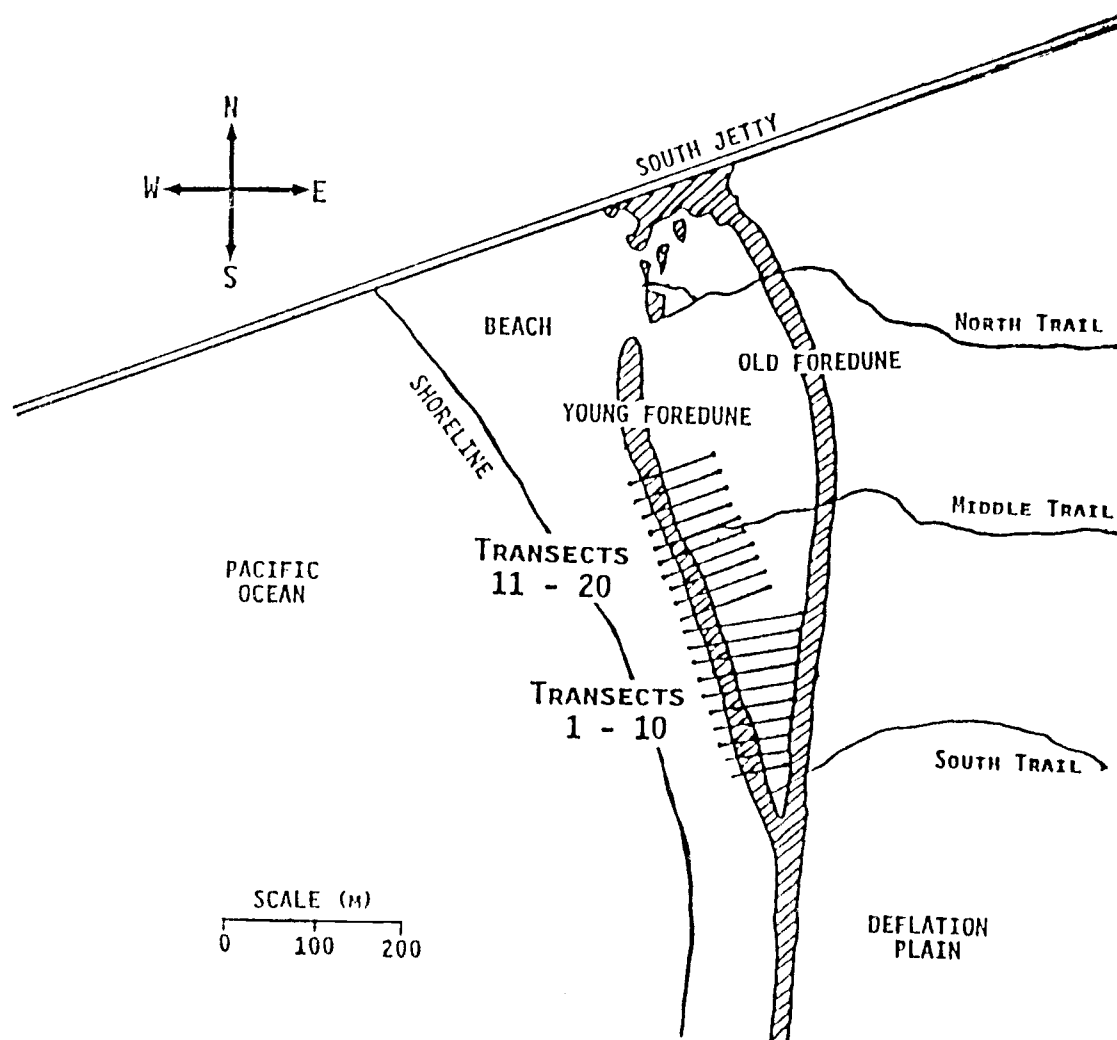 N
W E
S
SOUTH JETTY
BEACH
NORTH TRAIL
OLD FOREDUNE
SHORELINE
YOUNG FOREDUNE
MIDDLE TRAIL
TRANSECTS
11 - 20
PACIFIC
OCEAN
TRANSECTS
1 - 10
SOUTH TRAIL
SCALE (M)
0 100 200
DEFLATION
PLAIN